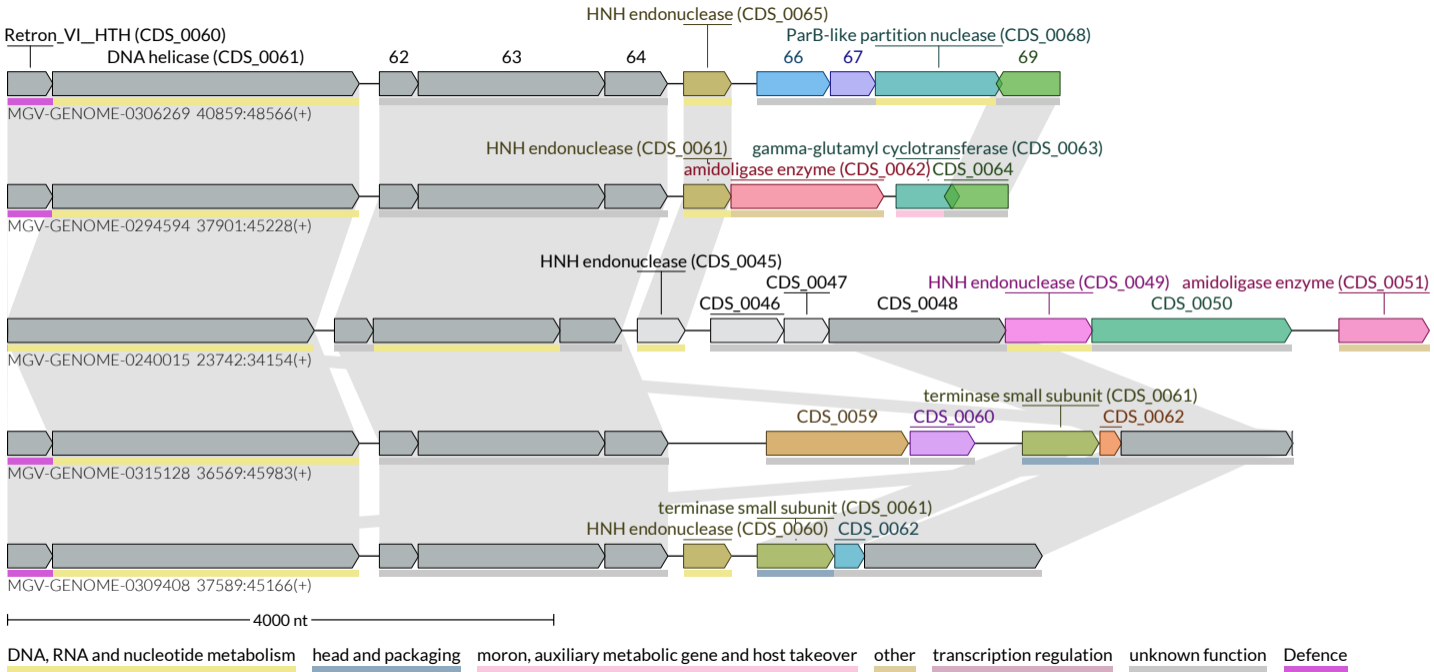 HNH endonuclease (CDS_0065)
Retron_VI__HTH (CDS_0060) ParB-like partition nuclease (CDS_0068)
DNA helicase (CDS_0061) 62 63 64 66 67 69
MGV-GENOME-0306269 40859:48566(+)
HNH endonuclease (CDS_0061) gamma-glutamyl cyclotransferase (CDS_0063)
amidoligase enzyme (CDS_0062) CDS_0064
MGV-GENOME-0294594 37901:45228(+)
HNH endonuclease (CDS_0045)
CDS_0047 HNH endonuclease (CDS_0049) amidoligase enzyme (CDS_0051)
CDS_0046 CDS_0048 CDS_0050
MGV-GENOME-0240015 23742:34154(+)
terminase small subunit (CDS_0061)
CDS_0059 CDS_0060 CDS_0062
MGV-GENOME-0315128 36569:45983(+)
terminase small subunit (CDS_0061)
HNH endonuclease (CDS_0060) CDS_0062
MGV-GENOME-0309408 37589:45166(+)
4000 nt
DNA, RNA and nucleotide metabolism head and packaging moron, auxiliary metabolic gene and host takeover other transcription regulation unknown function Defence